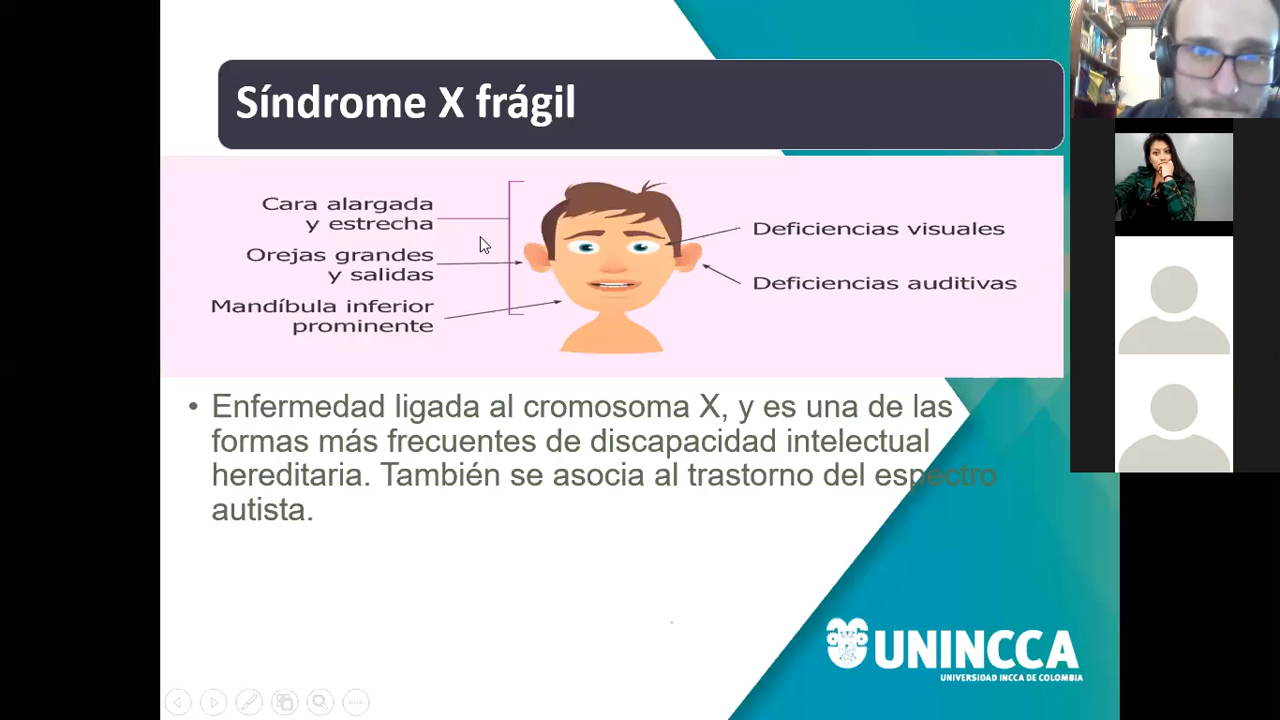 Síndrome X frágil
Cara alargada
y estrecha
Orejas grandes
y salidas
Mandíbula inferior
prominente
Deficiencias visuales
Deficiencias auditivas
• Enfermedad ligada al cromosoma X, y es una de las
formas más frecuentes de discapacidad intelectual
hereditaria. También se asocia al trastorno del espectro
autista.
UNINCCA
UNIVERSIDAD INCCA DE COLOMBIA